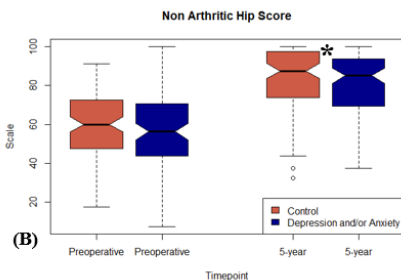 Non Arthritic Hip Score
Scale
100
80
60
40
20
*
Control
Depression and/or Anxiety
(B)
Preoperative Preoperative 5-year 5-year
Timepoint